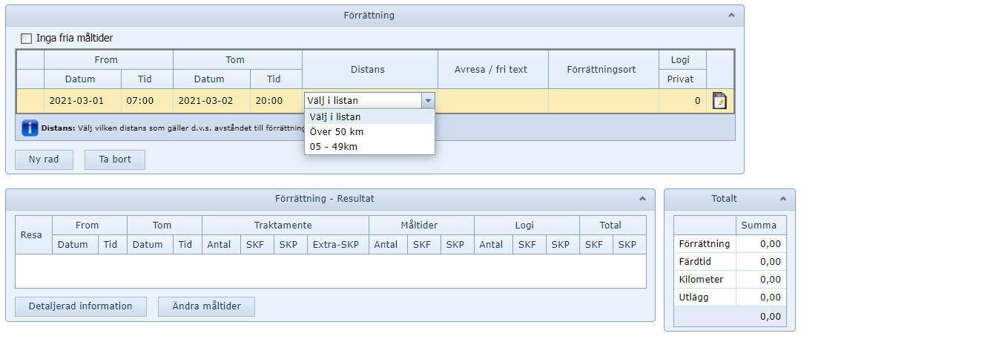 Förrättning
Inga fria måltider
From Tom Distans Avresa / fri text Förrättningsort Logi
Datum Tid Datum Tid Privat
2021-03-01 07:00 2021-03-02 20:00 Välj i listan 0
Välj i listan
Över 50 km
05 - 49km
Distans: Välj vilken distans som gäller d.v.s. avståndet till förrättning
Ny rad Ta bort
Förrättning - Resultat
Resa From Tom Traktamente Måltider Logi Total
Datum Tid Datum Tid Antal SKF SKP Extra-SKP Antal SKF SKP Antal SKF SKP SKF SKP
Detaljerad information Ändra måltider
Totalt
Summa
Förrättning 0,00
Färdtid 0,00
Kilometer 0,00
Utlägg 0,00
0,00